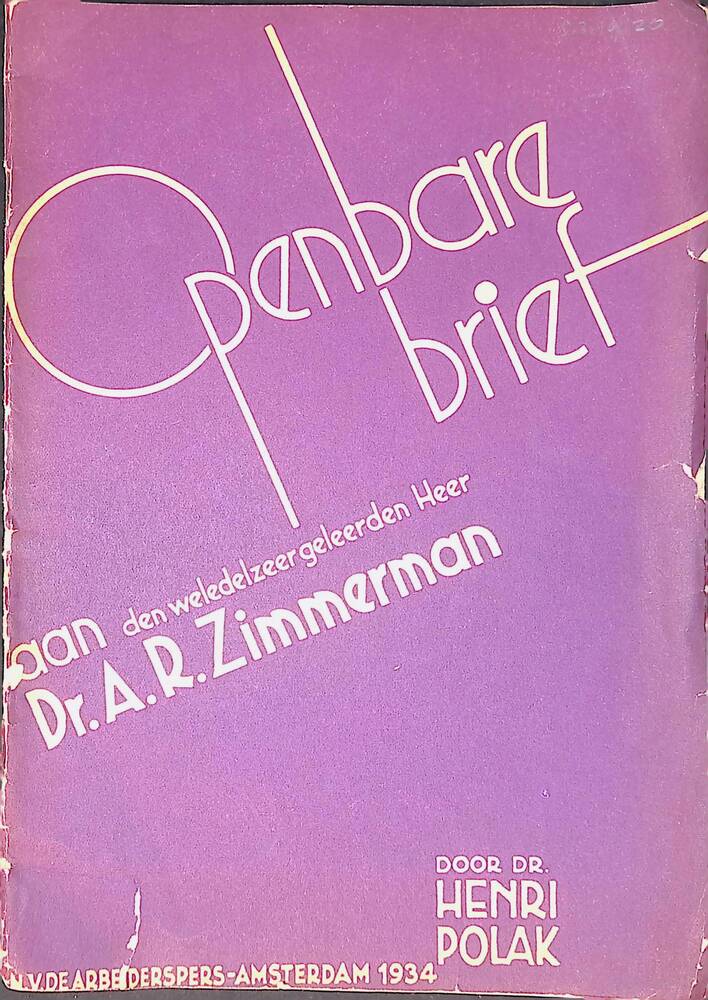 Openbare
brief
aan den weledelzeergeleerden Heer
Dr. A. R. Zimmerman
DOOR DR.
HENRI
POLAK
N.V. DE ARBEIDERSPERS-AMSTERDAM 1934